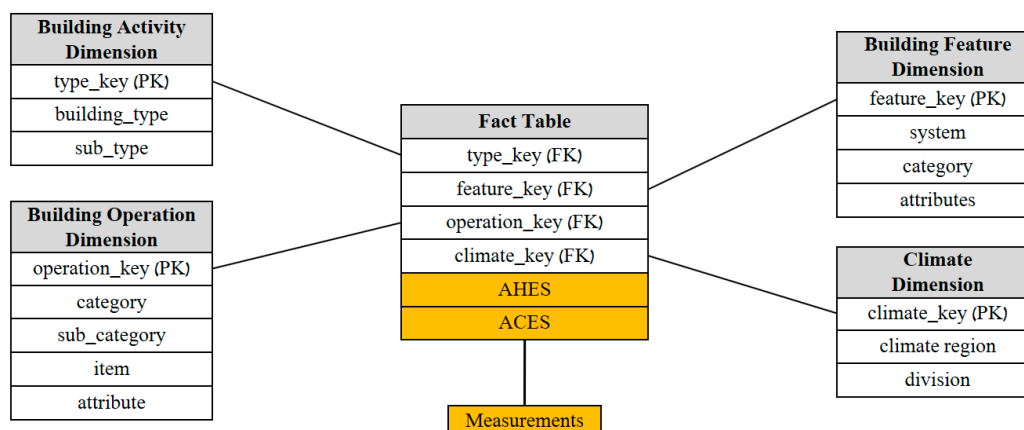 Building Activity
Dimension
type_key (PK)
building_type
sub_type
Building Operation
Dimension
operation_key (PK)
category
sub_category
item
attribute
Fact Table
type_key (FK)
feature_key (FK)
operation_key (FK)
climate_key (FK)
AHES
ACES
Measurements
Building Feature
Dimension
feature_key (PK)
system
category
attributes
Climate
Dimension
climate_key (PK)
climate region
division